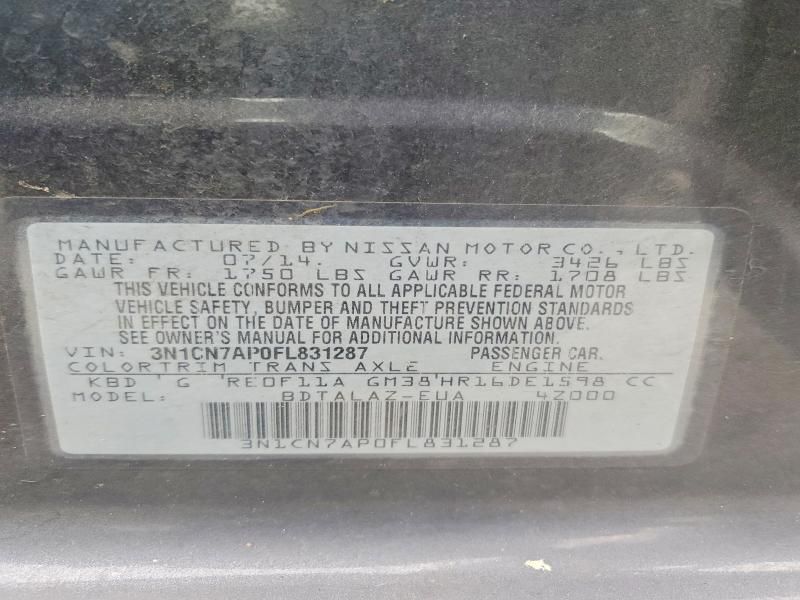 MANUFACTURED BY NISSAN MOTOR CO., LTD.
DATE: 07/14. GVWR: 3426 LBS
GAWR FR: 1750 LBS GAWR RR: 1708 LBS
THIS VEHICLE CONFORMS TO ALL APPLICABLE FEDERAL MOTOR
VEHICLE SAFETY, BUMPER AND THEFT PREVENTION STANDARDS
IN EFFECT ON THE DATE OF MANUFACTURE SHOWN ABOVE.
SEE OWNER'S MANUAL FOR ADDITIONAL INFORMATION.
VIN: 3N1CN7AP0FL831287 PASSENGER CAR.
COLOR TRIM TRANS AXLE ENGINE
KBD ' G 'RE0F11A GM38'HR16DE1598 CC
MODEL: BDTALAZ-EUA 4Z000
3N1CN7AP0FL831287